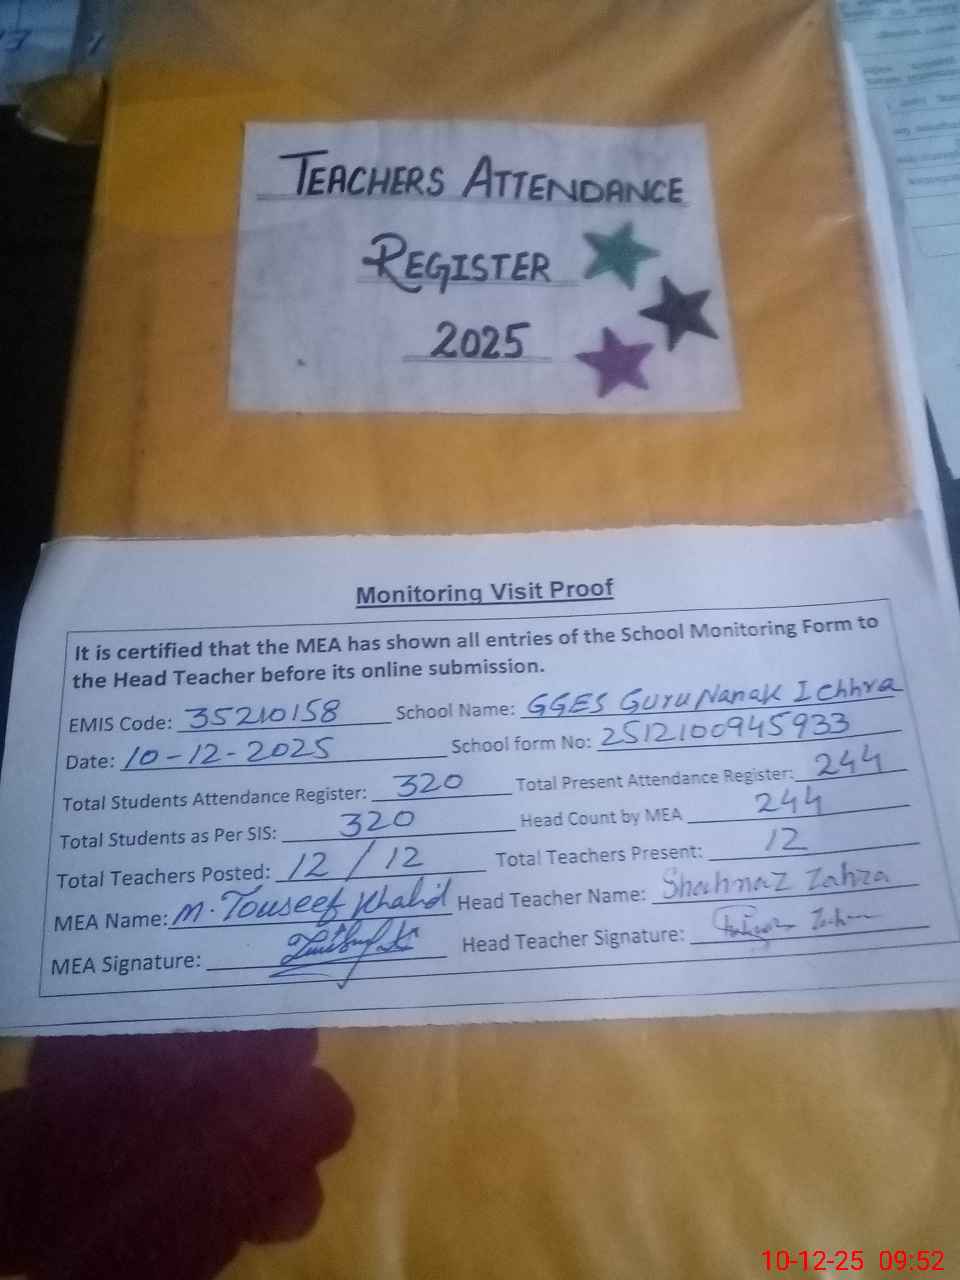 TEACHERS ATTENDANCE
REGISTER
2025
Monitoring Visit Proof
It is certified that the MEA has shown all entries of the School Monitoring Form to
the Head Teacher before its online submission.
EMIS Code: 35210158 School Name: GGES Guru Nanak Ichhra
Date: 10-12-2025 School form No: 2512100945933
Total Students Attendance Register: 320 Total Present Attendance Register: 244
Total Students as Per SIS: 320 Head Count by MEA 244
Total Teachers Posted: 12/12 Total Teachers Present: 12
MEA Name: M. Touseef Khalid Head Teacher Name: Shahnaz Zahra
MEA Signature: Head Teacher Signature:
10-12-25 09:52